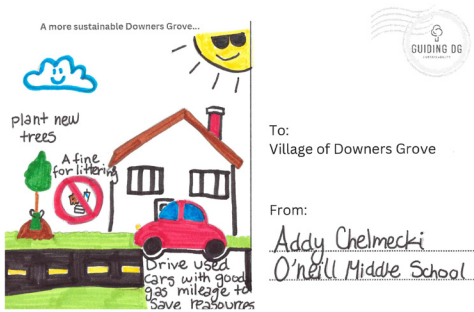 A more sustainable Downers Grove...
plant new
trees
A fine
for littering
Drive used
cars with good
gas mileage to
save reasources
GUIDING DG
To:
Village of Downers Grove
From:
Addy Chelmecki
O'neill Middle School